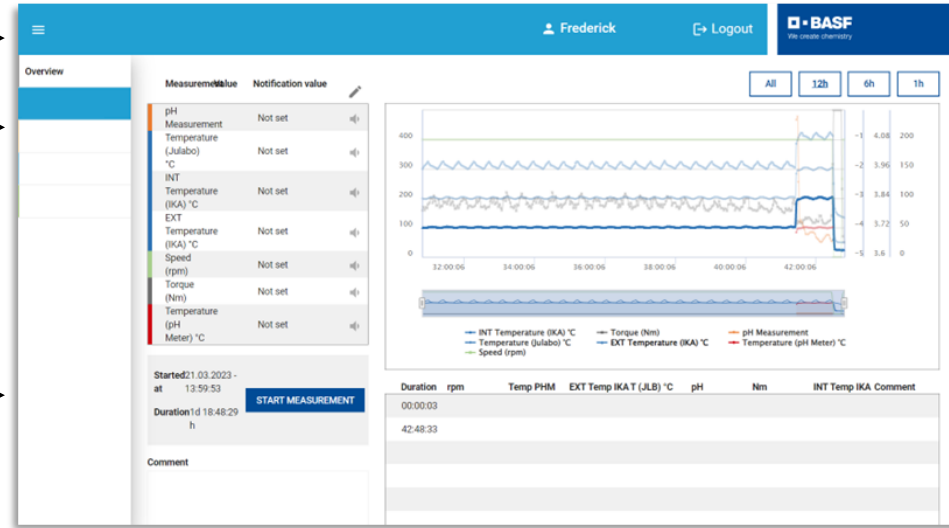 Frederick
Logout
BASF
We create chemistry
Overview
Measurement Value Notification value
pH Measurement Not set
Temperature (Julabo) °C Not set
INT Temperature (IKA) °C Not set
EXT Temperature (IKA) °C Not set
Speed (rpm) Not set
Torque (Nm) Not set
Temperature (pH Meter) °C Not set
Started at 21.03.2023 - 13:59:53
Duration 1d 18:48:29 h
START MEASUREMENT
Comment
All 12h 6h 1h
400 -1 4.08 200
300 -2 3.96 150
200 -3 3.84 100
100 -4 3.72 50
0 -5 3.6 0
32:00:06 34:00:06 36:00:06 38:00:06 40:00:06 42:00:06
INT Temperature (IKA) °C Torque (Nm) pH Measurement
Temperature (Julabo) °C EXT Temperature (IKA) °C Temperature (pH Meter) °C
Speed (rpm)
Duration rpm Temp PHM EXT Temp IKA T (JLB) °C pH Nm INT Temp IKA Comment
00:00:03
42:48:33